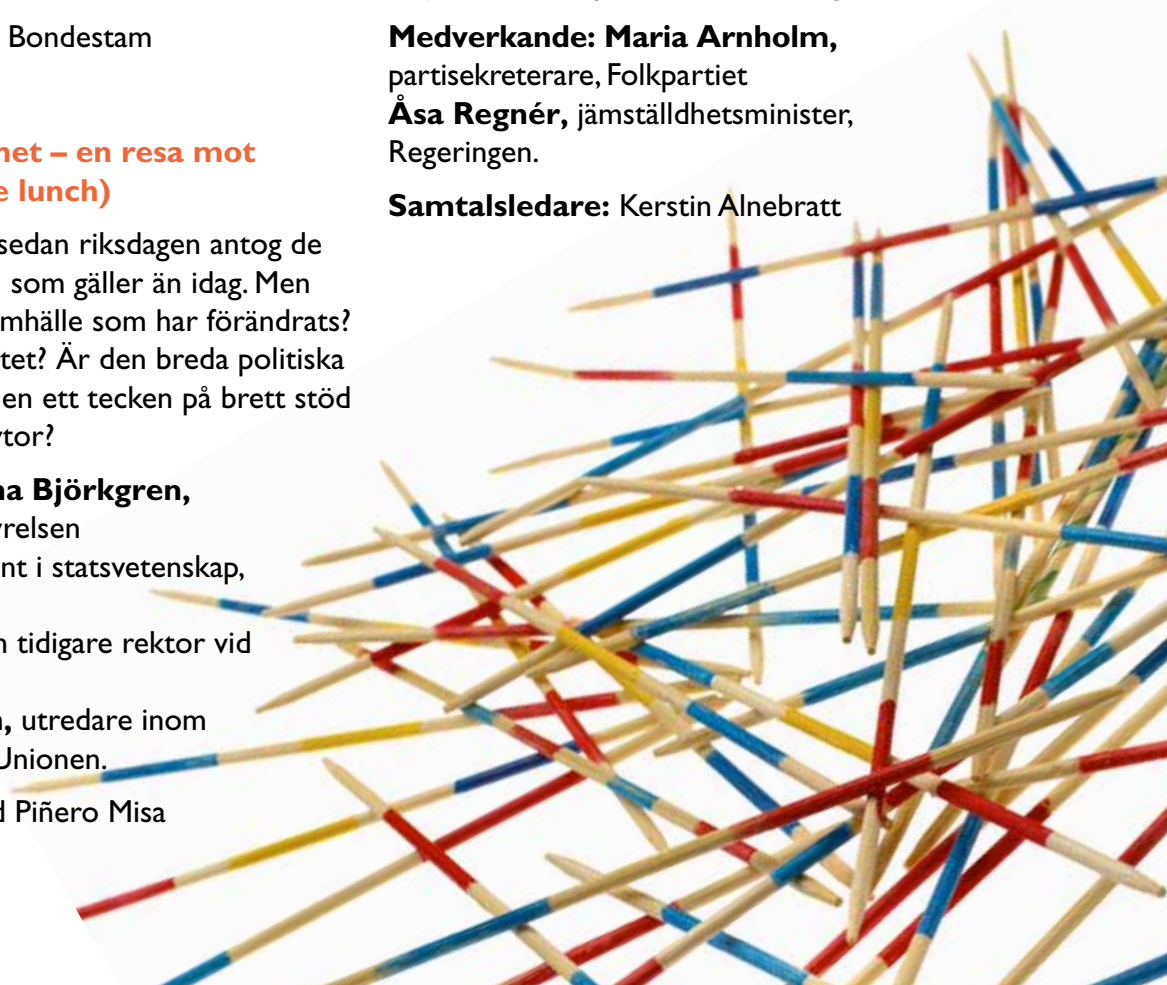 Bondestam
het – en resa mot
e lunch)
sedan riksdagen antog de
som gäller än idag. Men
mhälle som har förändrats?
tet? Är den breda politiska
en ett tecken på brett stöd
tor?
na Björkgren,
relsen
nt i statsvetenskap,
n tidigare rektor vid
n, utredare inom
Unionen.
d Piñero Misa
Medverkande: Maria Arnholm,
partisekreterare, Folkpartiet
Åsa Regnér, jämställdhetsminister,
Regeringen.
Samtalsledare: Kerstin Alnebratt